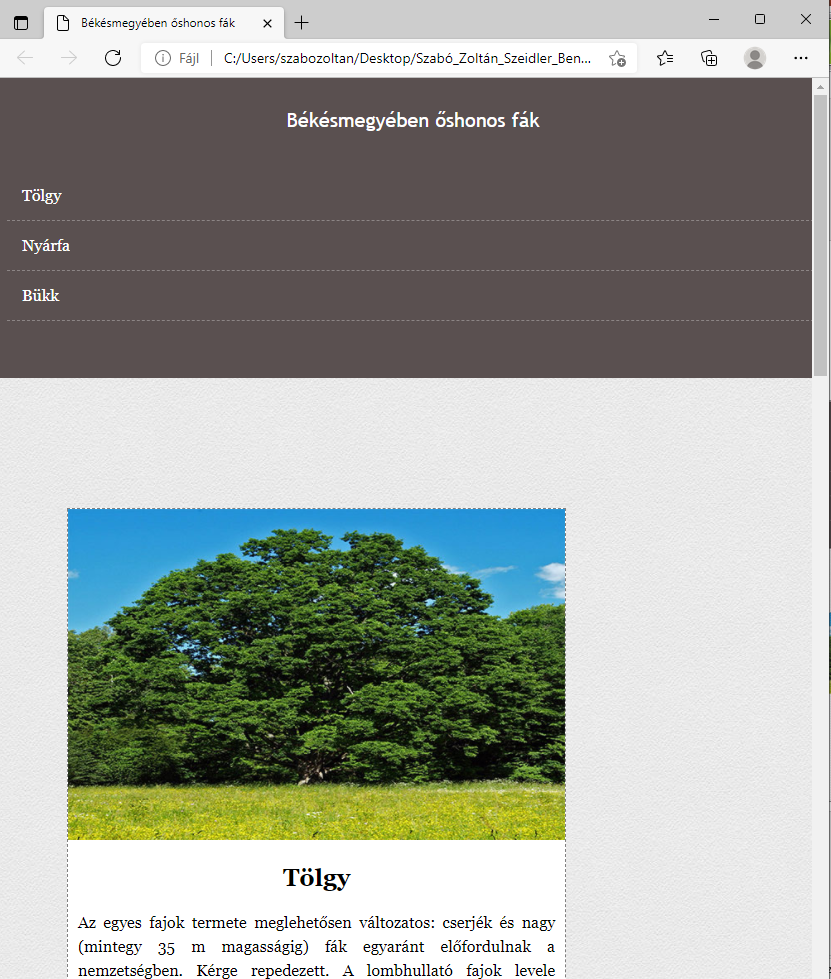 Békésmegyében őshonos fák
Fájl
C:/Users/szabozoltan/Desktop/Szabó_Zoltán_Szeidler_Ben...
Békésmegyében őshonos fák
Tölgy
Nyárfa
Bükk
Tölgy
Az egyes fajok termete meglehetősen változatos: cserjék és nagy
(mintegy 35 m magasságig) fák egyaránt előfordulnak a
nemzetségben. Kérge repedezett. A lombhullató fajok levele